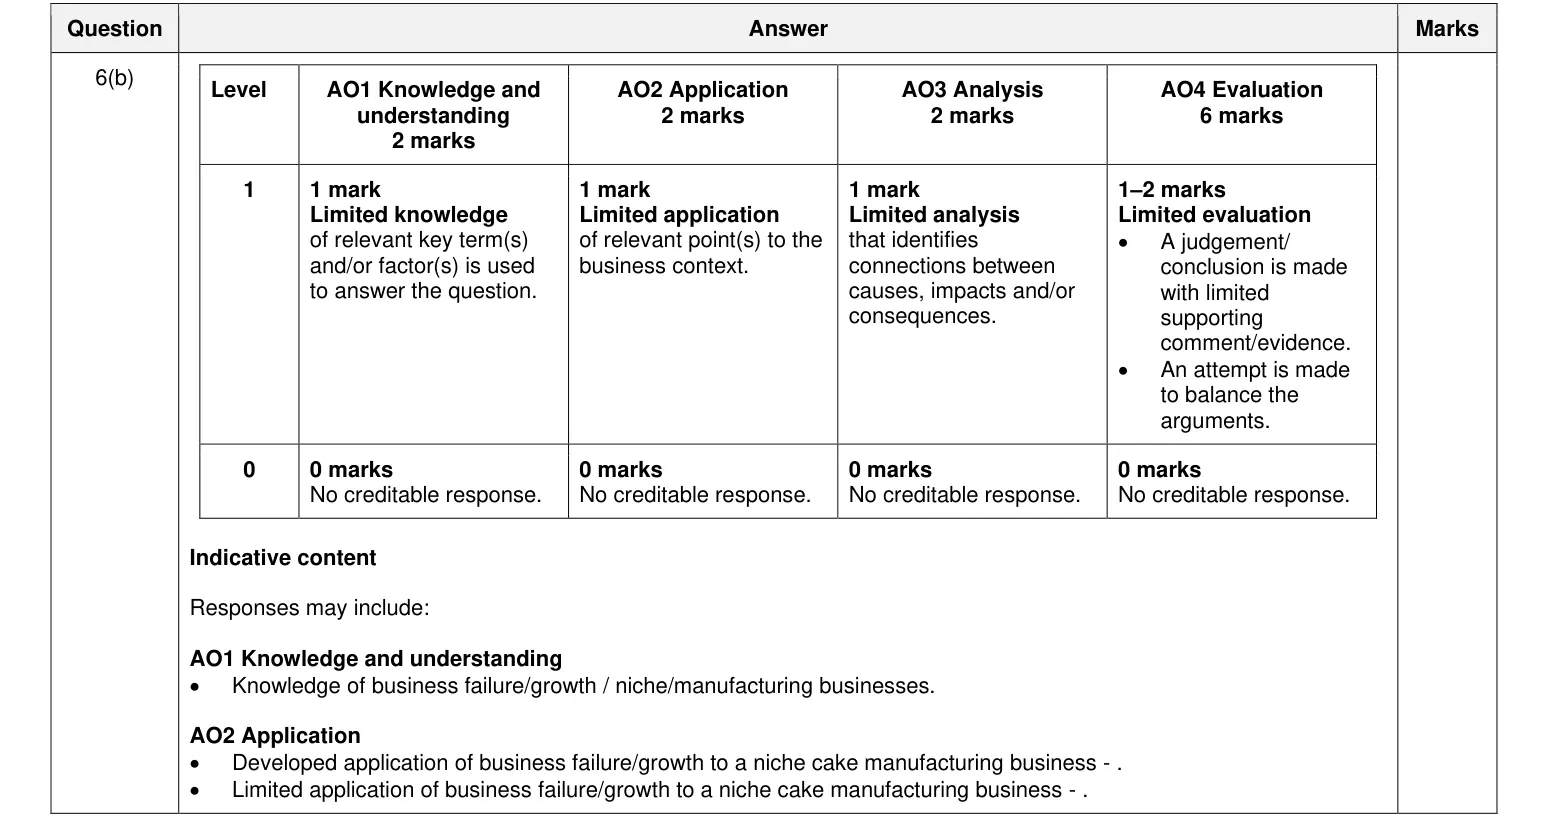 Question Answer Marks
6(b)
Level AO1 Knowledge and understanding 2 marks AO2 Application 2 marks AO3 Analysis 2 marks AO4 Evaluation 6 marks
1
1 mark
Limited knowledge
of relevant key term(s)
and/or factor(s) is used
to answer the question.
1 mark
Limited application
of relevant point(s) to the
business context.
1 mark
Limited analysis
that identifies
connections between
causes, impacts and/or
consequences.
1–2 marks
Limited evaluation
• A judgement/
conclusion is made
with limited
supporting
comment/evidence.
• An attempt is made
to balance the
arguments.
0
0 marks
No creditable response.
0 marks
No creditable response.
0 marks
No creditable response.
0 marks
No creditable response.
Indicative content
Responses may include:
AO1 Knowledge and understanding
• Knowledge of business failure/growth / niche/manufacturing businesses.
AO2 Application
• Developed application of business failure/growth to a niche cake manufacturing business - .
• Limited application of business failure/growth to a niche cake manufacturing business - .